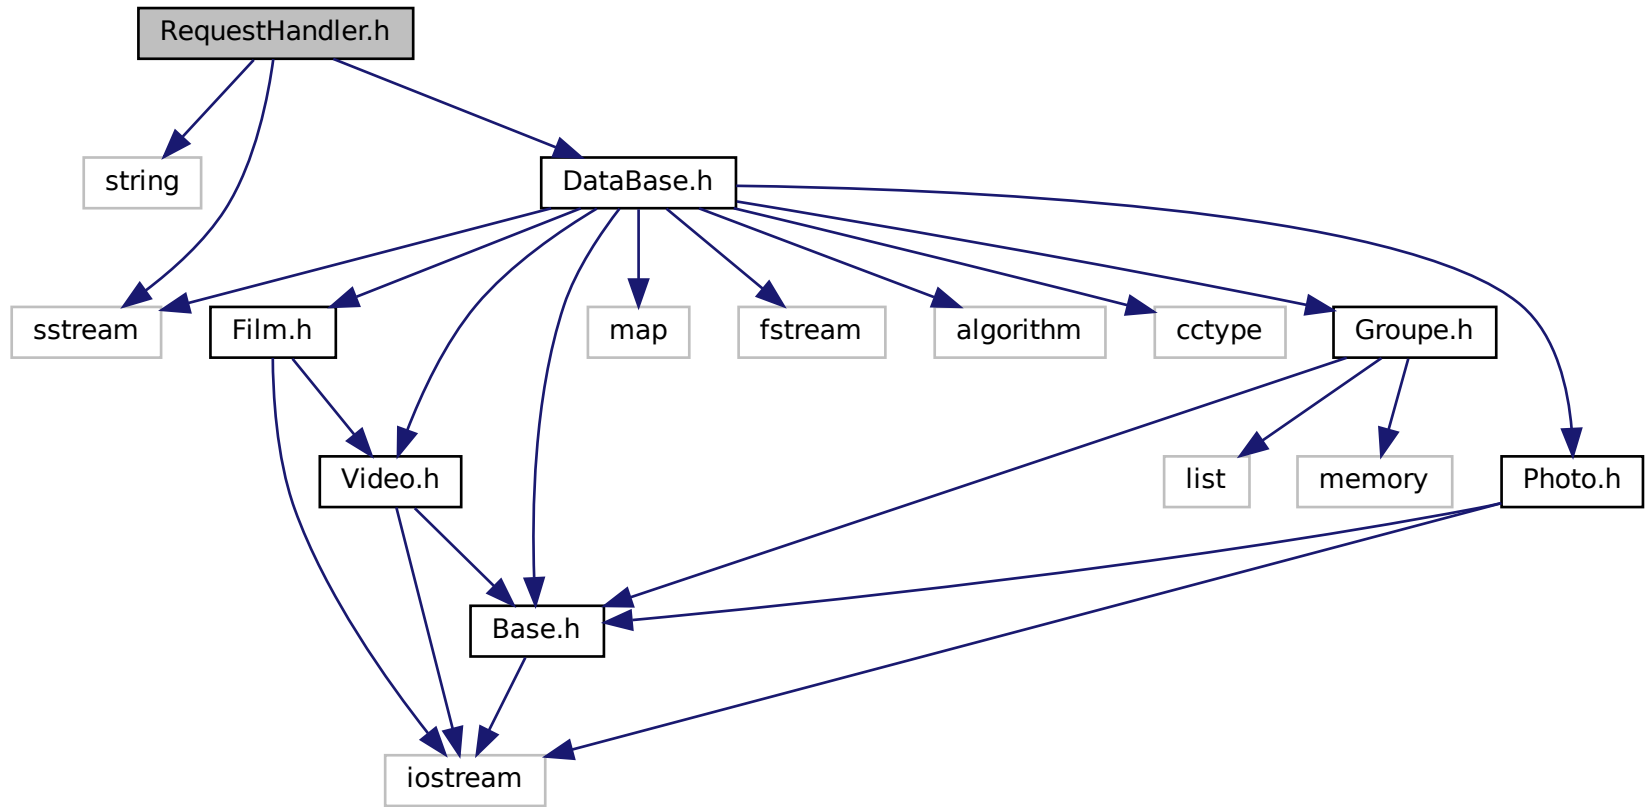 RequestHandler.h
string
DataBase.h
sstream
Film.h
map
fstream
algorithm
cctype
Groupe.h
Video.h
list
memory
Photo.h
Base.h
iostream